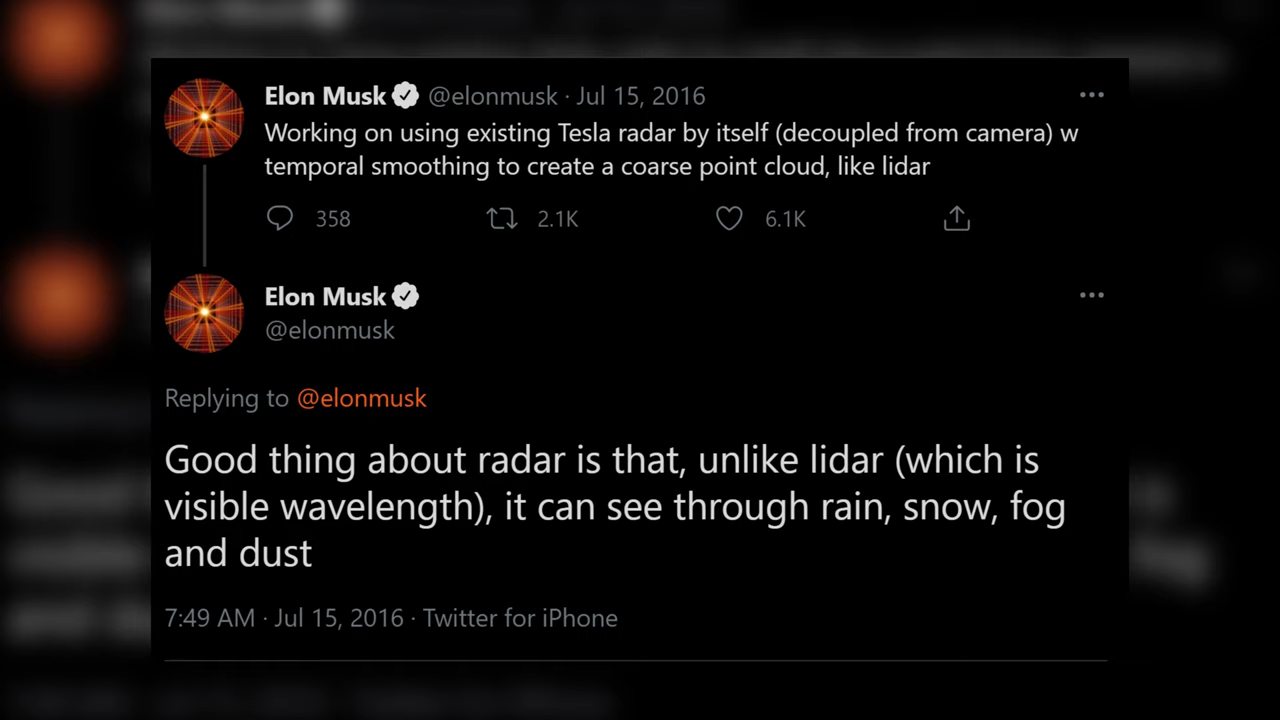 Elon Musk @elonmusk · Jul 15, 2016
Working on using existing Tesla radar by itself (decoupled from camera) w
temporal smoothing to create a coarse point cloud, like lidar
358 2.1K 6.1K
Elon Musk
@elonmusk
Replying to @elonmusk
Good thing about radar is that, unlike lidar (which is
visible wavelength), it can see through rain, snow, fog
and dust
7:49 AM · Jul 15, 2016 · Twitter for iPhone